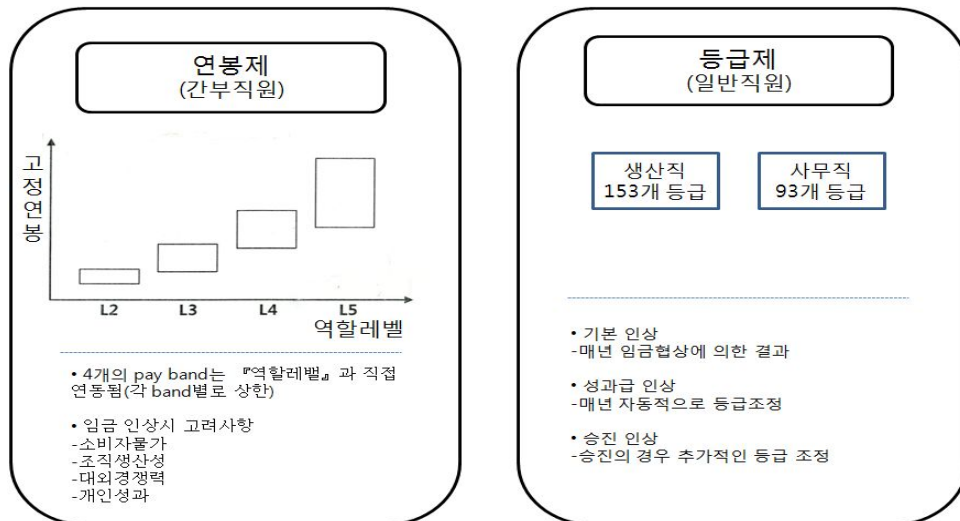 연봉제
(간부직원)
고정연봉
L2 L3 L4 L5
역할레벨
• 4개의 pay band는 『역할레밸』과 직접
연동됨(각 band별로 상한)
• 임금 인상시 고려사항
-소비자물가
-조직생산성
-대외경쟁력
-개인성과
등급제
(일반직원)
생산직
153개 등급
사무직
93개 등급
• 기본 인상
-매년 임금협상에 의한 결과
• 성과급 인상
-매년 자동적으로 등급조정
• 승진 인상
-승진의 경우 추가적인 등급 조정